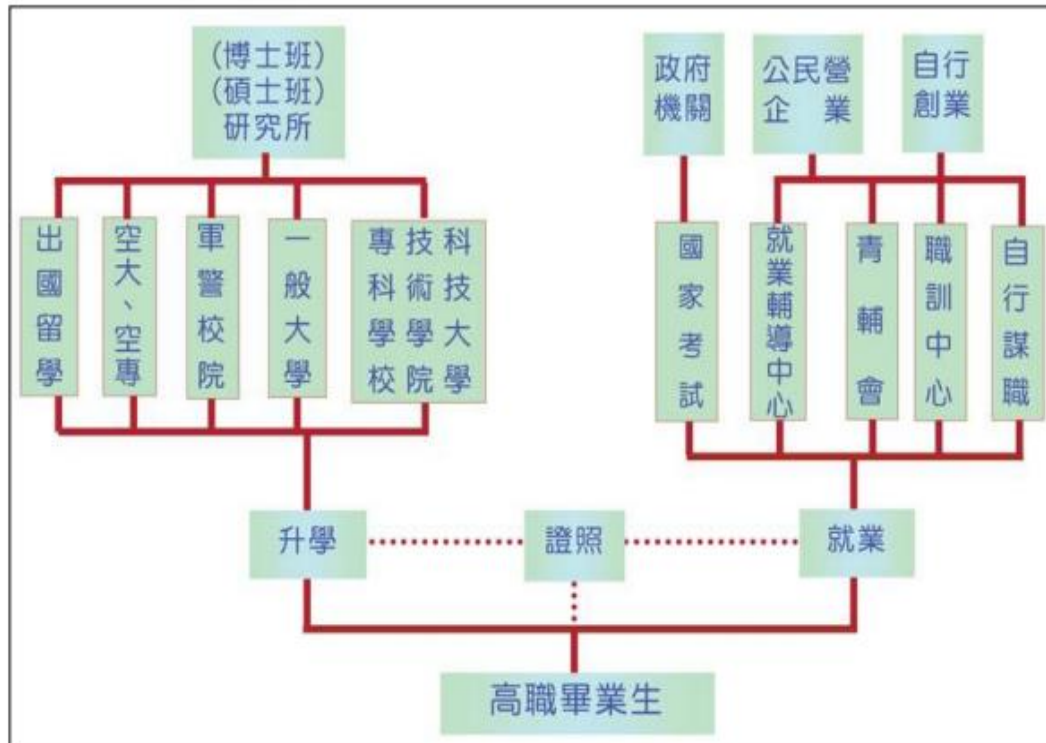 (博士班)
(碩士班)
研究所
政府
機關
公民營
企業
自行
創業
出國留學
空大、空專
軍警校院
一般大學
科技大學
技術學院
專科學校
國家考試
就業輔導中心
青輔會
職訓中心
自行謀職
升學
證照
就業
高職畢業生